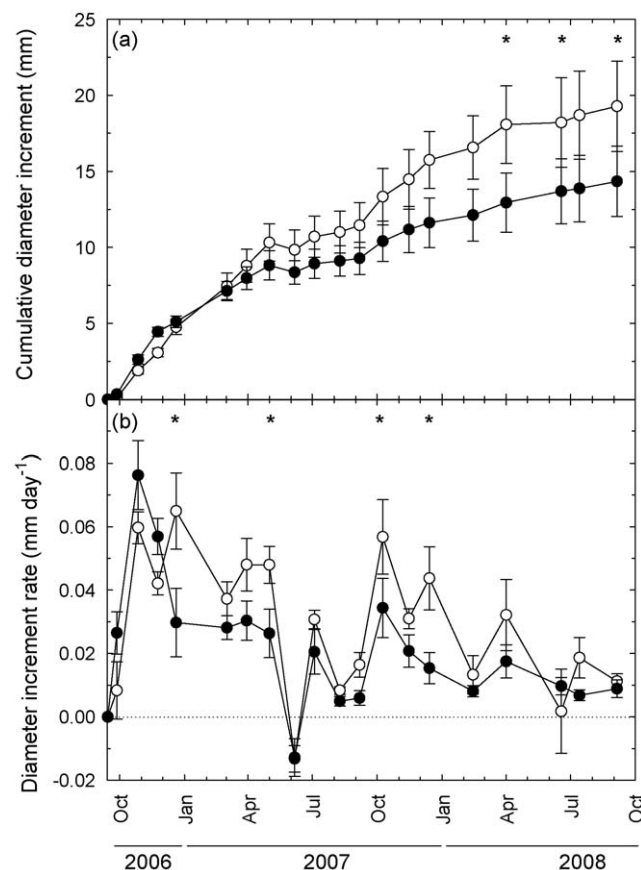 (a)
* * *
25
20
15
10
5
0
Cumulative diameter increment (mm)
(b)
* * * *
0.08
0.06
0.04
0.02
0.00
-0.02
Diameter increment rate (mm day⁻¹)
Oct Jan Apr Jul Oct Jan Apr Jul Oct
2006 2007 2008